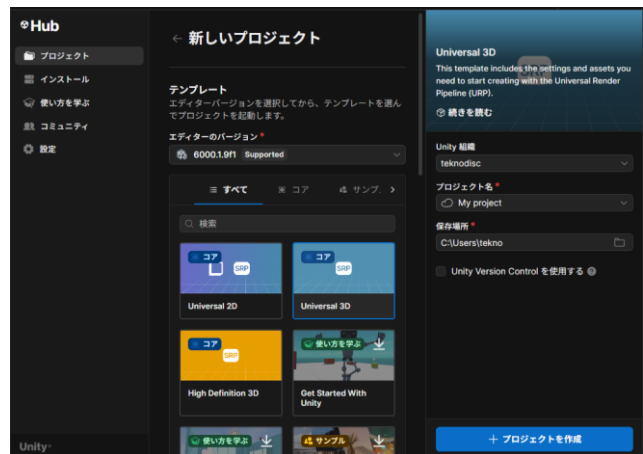 Hub
プロジェクト
インストール
使い方を学ぶ
コミュニティ
設定
Unity
← 新しいプロジェクト
テンプレート
エディターバージョンを選択してから、テンプレートを選ん
でプロジェクトを起動します。
エディターのバージョン *
6000.1.9f1 Supported
すべて
コア
サンプ.
検索
コア
SRP
Universal 2D
コア
SRP
Universal 3D
コア
SRP
High Definition 3D
使い方を学ぶ
Get Started With
Unity
使い方を学ぶ
サンプル
Universal 3D
This template includes the settings and assets you
need to start creating with the Universal Render
Pipeline (URP).
続きを読む
Unity 組織
teknodisc
プロジェクト名 *
My project
保存場所 *
C:\Users\tekno
Unity Version Control を使用する
+ プロジェクトを作成